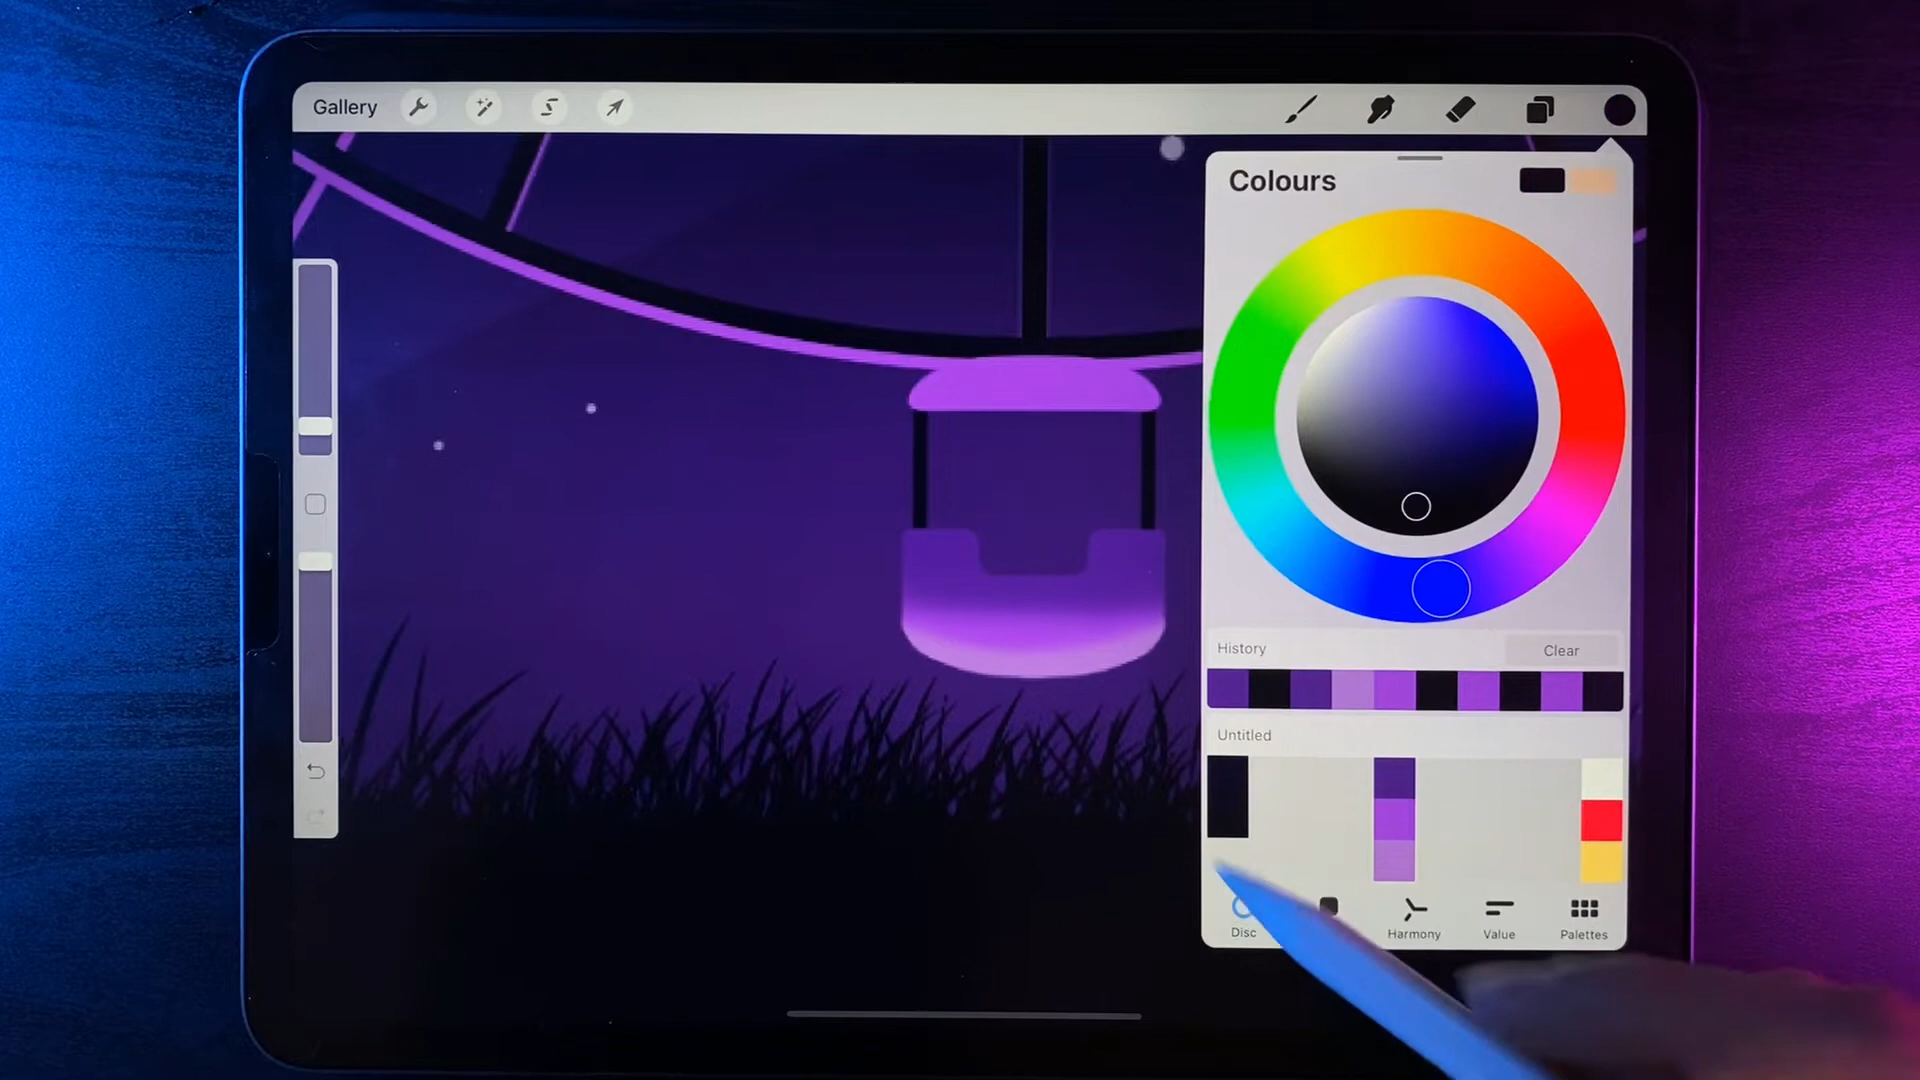 Gallery
Colours
History
Clear
Untitled
Disc
Harmony
Value
Palettes